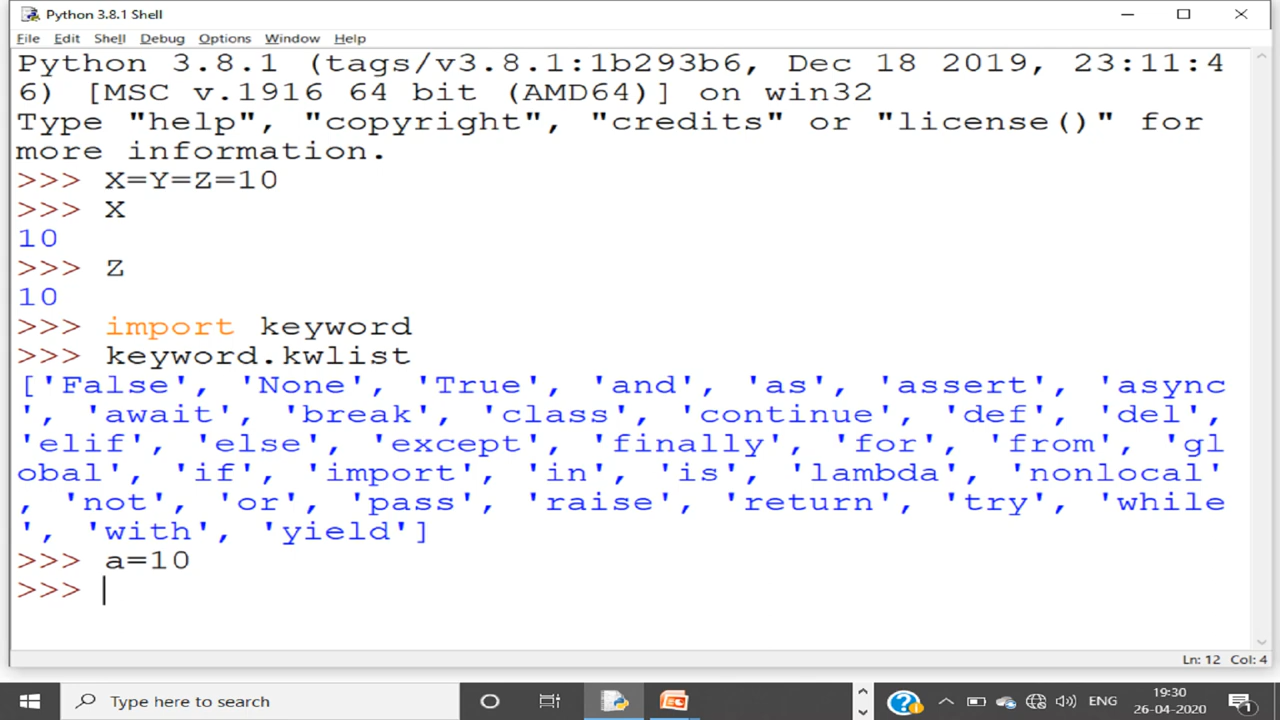 Python 3.8.1 Shell
File Edit Shell Debug Options Window Help
Python 3.8.1 (tags/v3.8.1:1b293b6, Dec 18 2019, 23:11:4
6) [MSC v.1916 64 bit (AMD64)] on win32
Type "help", "copyright", "credits" or "license()" for
more information.
>>> X=Y=Z=10
>>> X
10
>>> Z
10
>>> import keyword
>>> keyword.kwlist
['False', 'None', 'True', 'and', 'as', 'assert', 'async
', 'await', 'break', 'class', 'continue', 'def', 'del',
'elif', 'else', 'except', 'finally', 'for', 'from', 'gl
obal', 'if', 'import', 'in', 'is', 'lambda', 'nonlocal'
, 'not', 'or', 'pass', 'raise', 'return', 'try', 'while
', 'with', 'yield']
>>> a=10
>>>
Ln: 12 Col: 4
Type here to search
ENG
19:30
26-04-2020
1